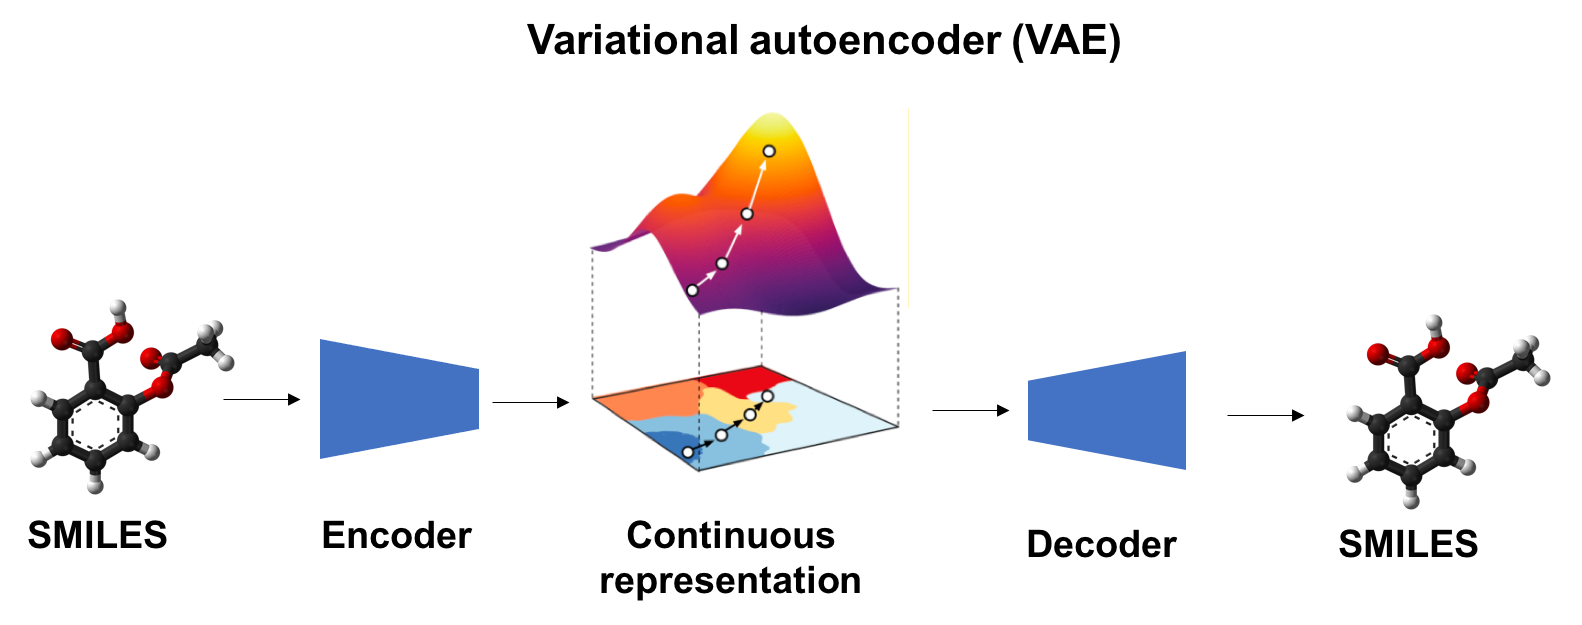 Variational autoencoder (VAE)
SMILES
Encoder
Continuous
representation
Decoder
SMILES